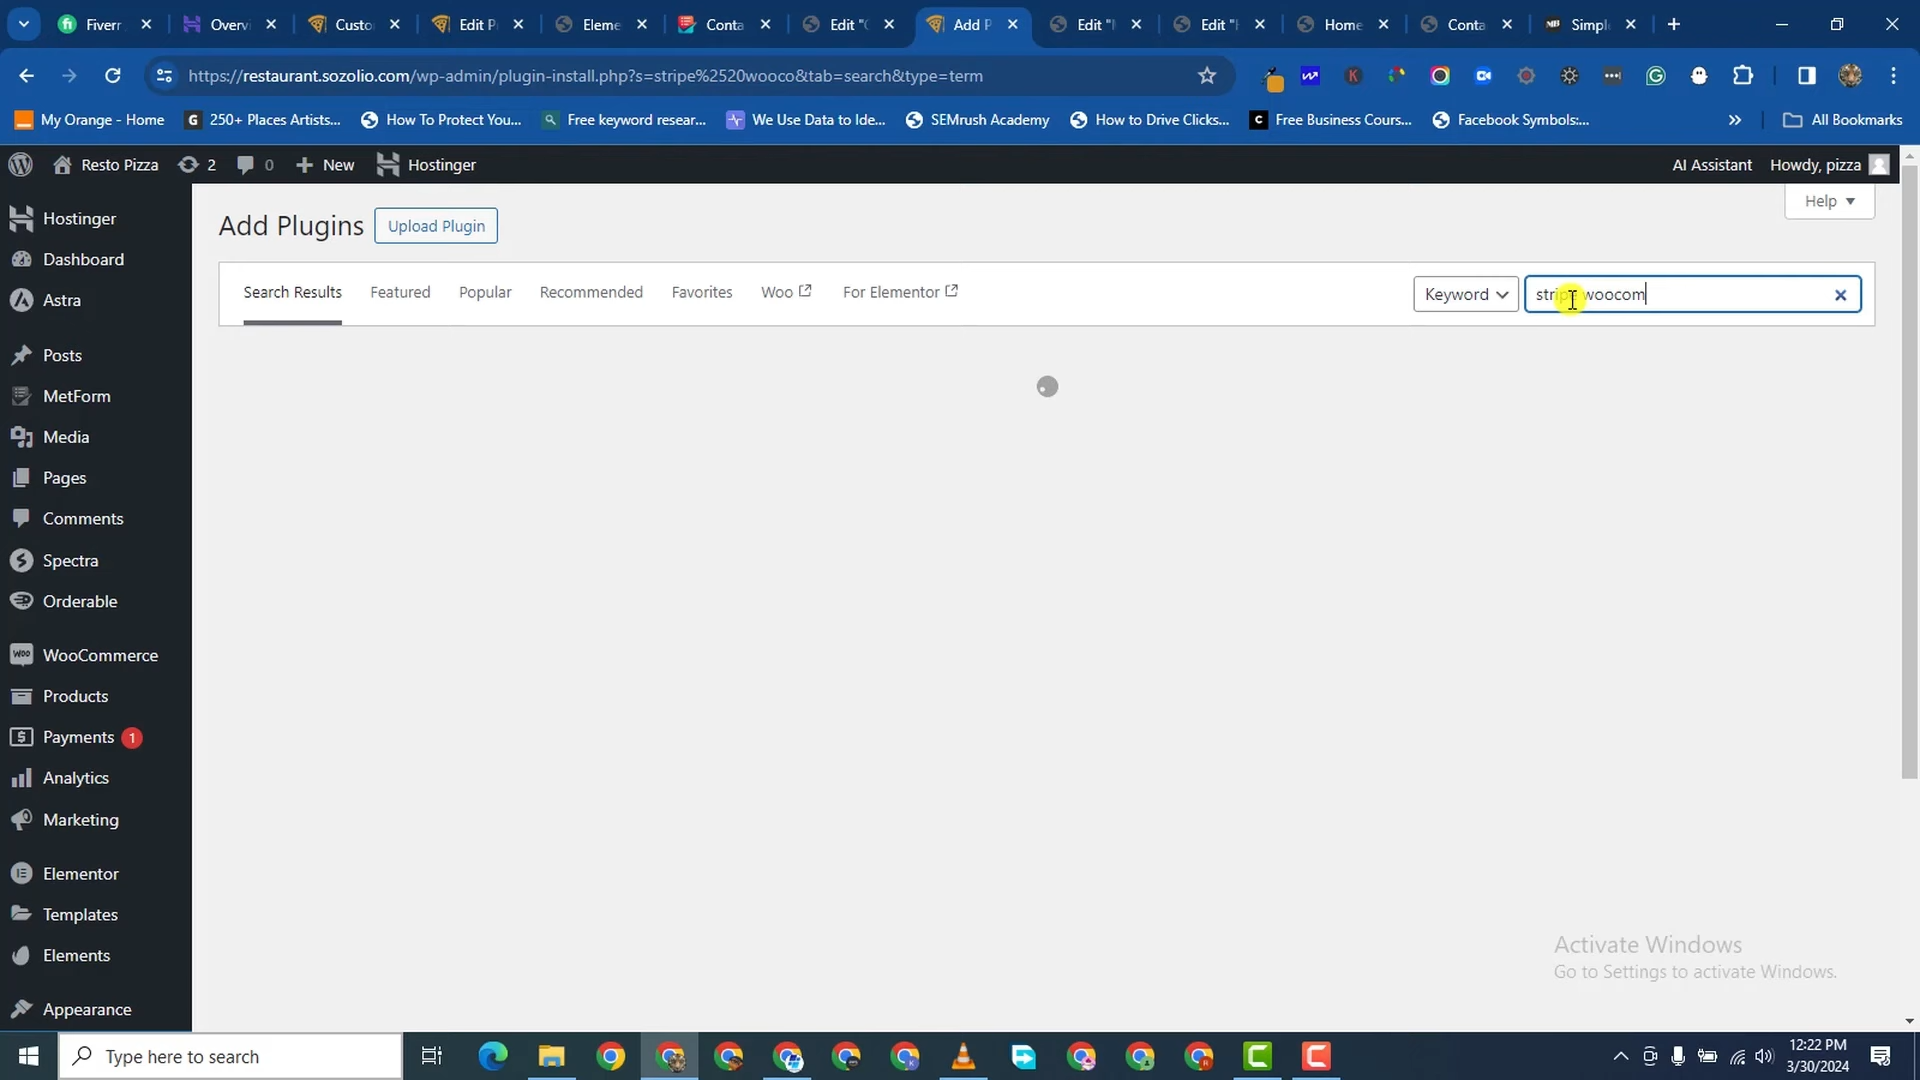 Fiverr
Overv
Custo
Edit P
Eleme
Conta
Edit "C
Add P
Edit "
Edit "
Home
Conta
Simpl
https://restaurant.sozolio.com/wp-admin/plugin-install.php?s=stripe%2520wooco&tab=search&type=term
My Orange - Home
250+ Places Artists...
How To Protect You...
Free keyword resear...
We Use Data to Ide...
SEMrush Academy
How to Drive Clicks...
Free Business Cours...
Facebook Symbols:...
All Bookmarks
Resto Pizza
2
0
New
Hostinger
AI Assistant
Howdy, pizza
Hostinger
Dashboard
Astra
Posts
MetForm
Media
Pages
Comments
Spectra
Orderable
WooCommerce
Products
Payments 1
Analytics
Marketing
Elementor
Templates
Elements
Appearance
Help
Add Plugins
Upload Plugin
Search Results
Featured
Popular
Recommended
Favorites
Woo
For Elementor
Keyword
stripe woocom
Activate Windows
Go to Settings to activate Windows.
Type here to search
12:22 PM
3/30/2024